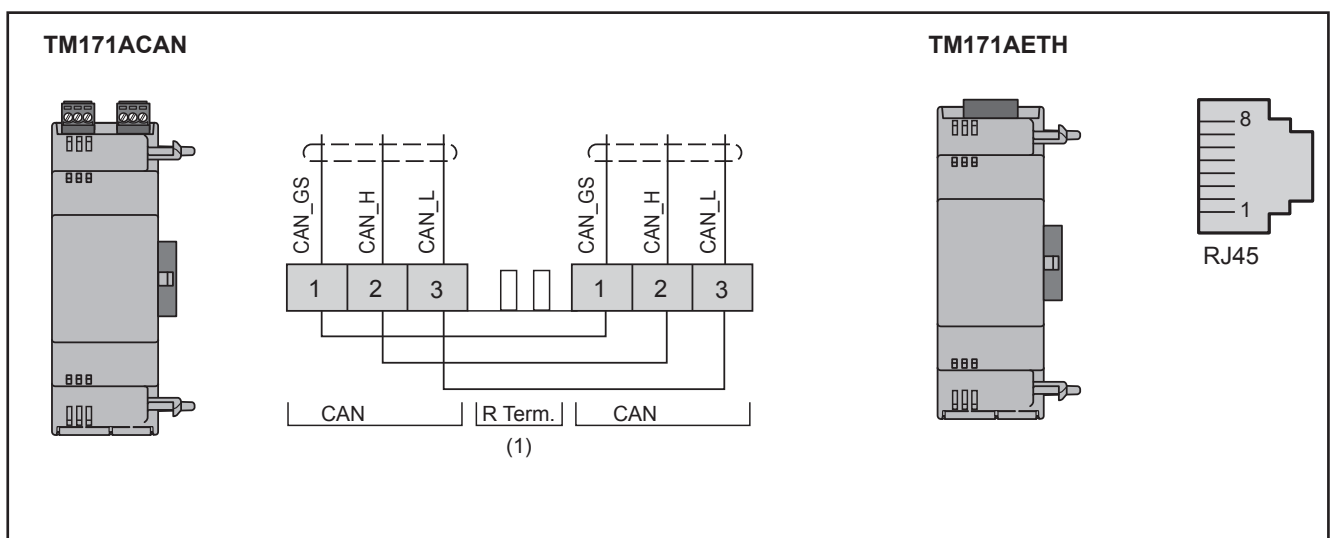 TM171ACAN
TM171AETH
CAN_GS CAN_H CAN_L CAN_GS CAN_H CAN_L
1 2 3 1 2 3
CAN R Term. CAN
(1)
8
1
RJ45